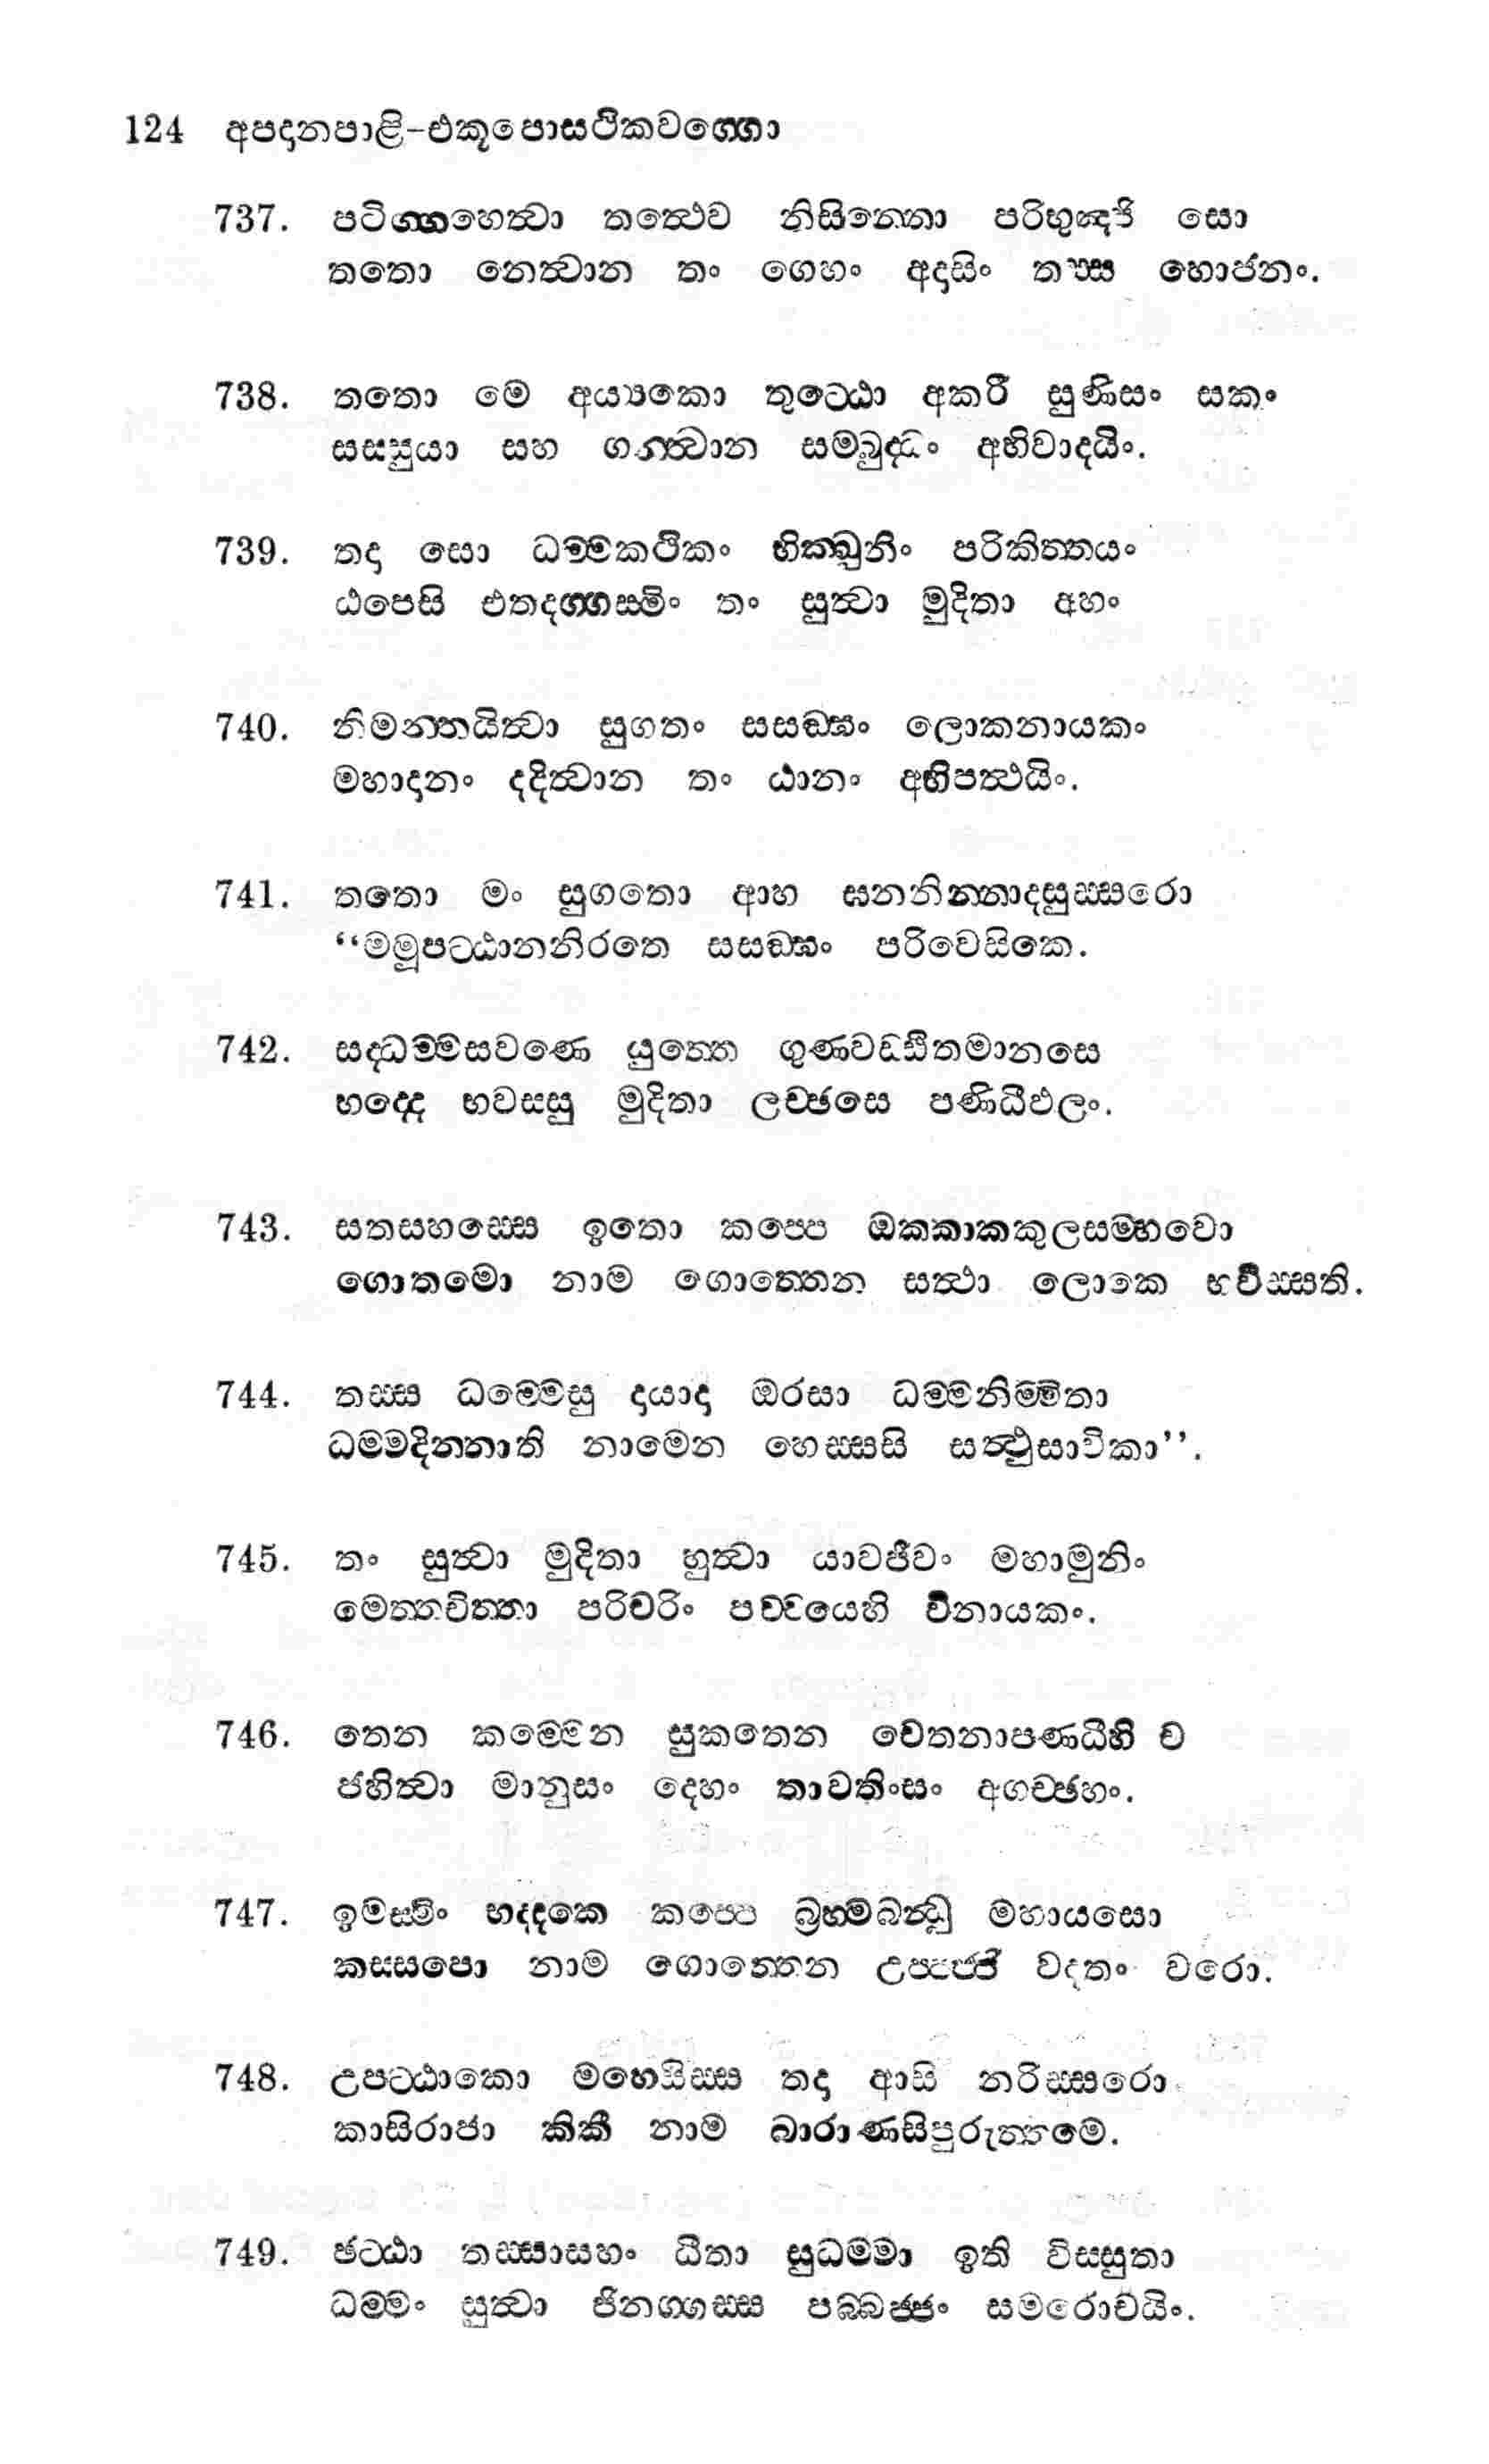 124 අපදානපාළි-එකූපොසථිකවග්ගො
737. පටිග්ගහෙත්වා තත්ථෙව නිසින්නො පරිභුඤ්ජි සො
තතො නෙත්වාන තං ගෙහං අදාසිං තස්ස භොජනං.
738. තතො මේ අය්‍යකො තුට්ඨො අකරී සුණිසං සකං
සස්සුයා සහ ගන්ත්වාන සම්බුද්ධං අභිවාදයිං.
739. තදා සො ධම්මකථිකං භික්ඛුනිං පරිකිත්තයං
ඨපෙසි එතදග්ගස්මිං තං සුත්වා මුදිතා අහං
740. නිමන්තයිත්වා සුගතං සසඞ්ඝං ලොකනායකං
මහාදානං දදිත්වාන තං ඨානං අභිපත්ථයිං.
741. තතො මං සුගතො ආහ ඝනනින්නාදසුස්සරො
“මමූපට්ඨානනිරතෙ සසඞ්ඝං පරිවෙසිකෙ.
742. සද්ධම්මසවණෙ යුත්තෙ ගුණවඩ්ඪිතමානසෙ
භද්දෙ භවස්සු මුදිතා ලච්ඡසෙ පණිධීඵලං.
743. සතසහස්සෙ ඉතො කප්පෙ ඔක්කාකකුලසම්භවො
ගොතමො නාම ගොත්තෙන සත්ථා ලොකෙ භවිස්සති.
744. තස්ස ධම්මෙසු දායාදා ඔරසා ධම්මනිම්මිතා
ධම්මදින්නාති නාමෙන හෙස්සසි සත්ථුසාවිකා”.
745. තං සුත්වා මුදිතා හුත්වා යාවජීවං මහාමුනිං
මෙත්තචිත්තා පරිචරිං පච්චයෙහි විනායකං.
746. තෙන කම්මෙන සුකතෙන චෙතනාපණධීහි ච
ජහිත්වා මානුසං දෙහං තාවතිංසං අගච්ඡහං.
747. ඉමස්මිං භද්දකෙ කප්පෙ බ්‍රහ්මබන්ධු මහායසො
කස්සපො නාම ගොත්තෙන උප්පජ්ජි වදතං වරො.
748. උපට්ඨාකො මහෙසිස්ස තදා ආසි නරිස්සරො
කාසිරාජා කිකී නාම බාරාණසිපුරුත්තමෙ.
749. ඡට්ඨා තස්සාසහං ධීතා සුධම්මා ඉති විස්සුතා
ධම්මං සුත්වා ජිනග්ගස්ස පබ්බජ්ජං සමරොචයිං.